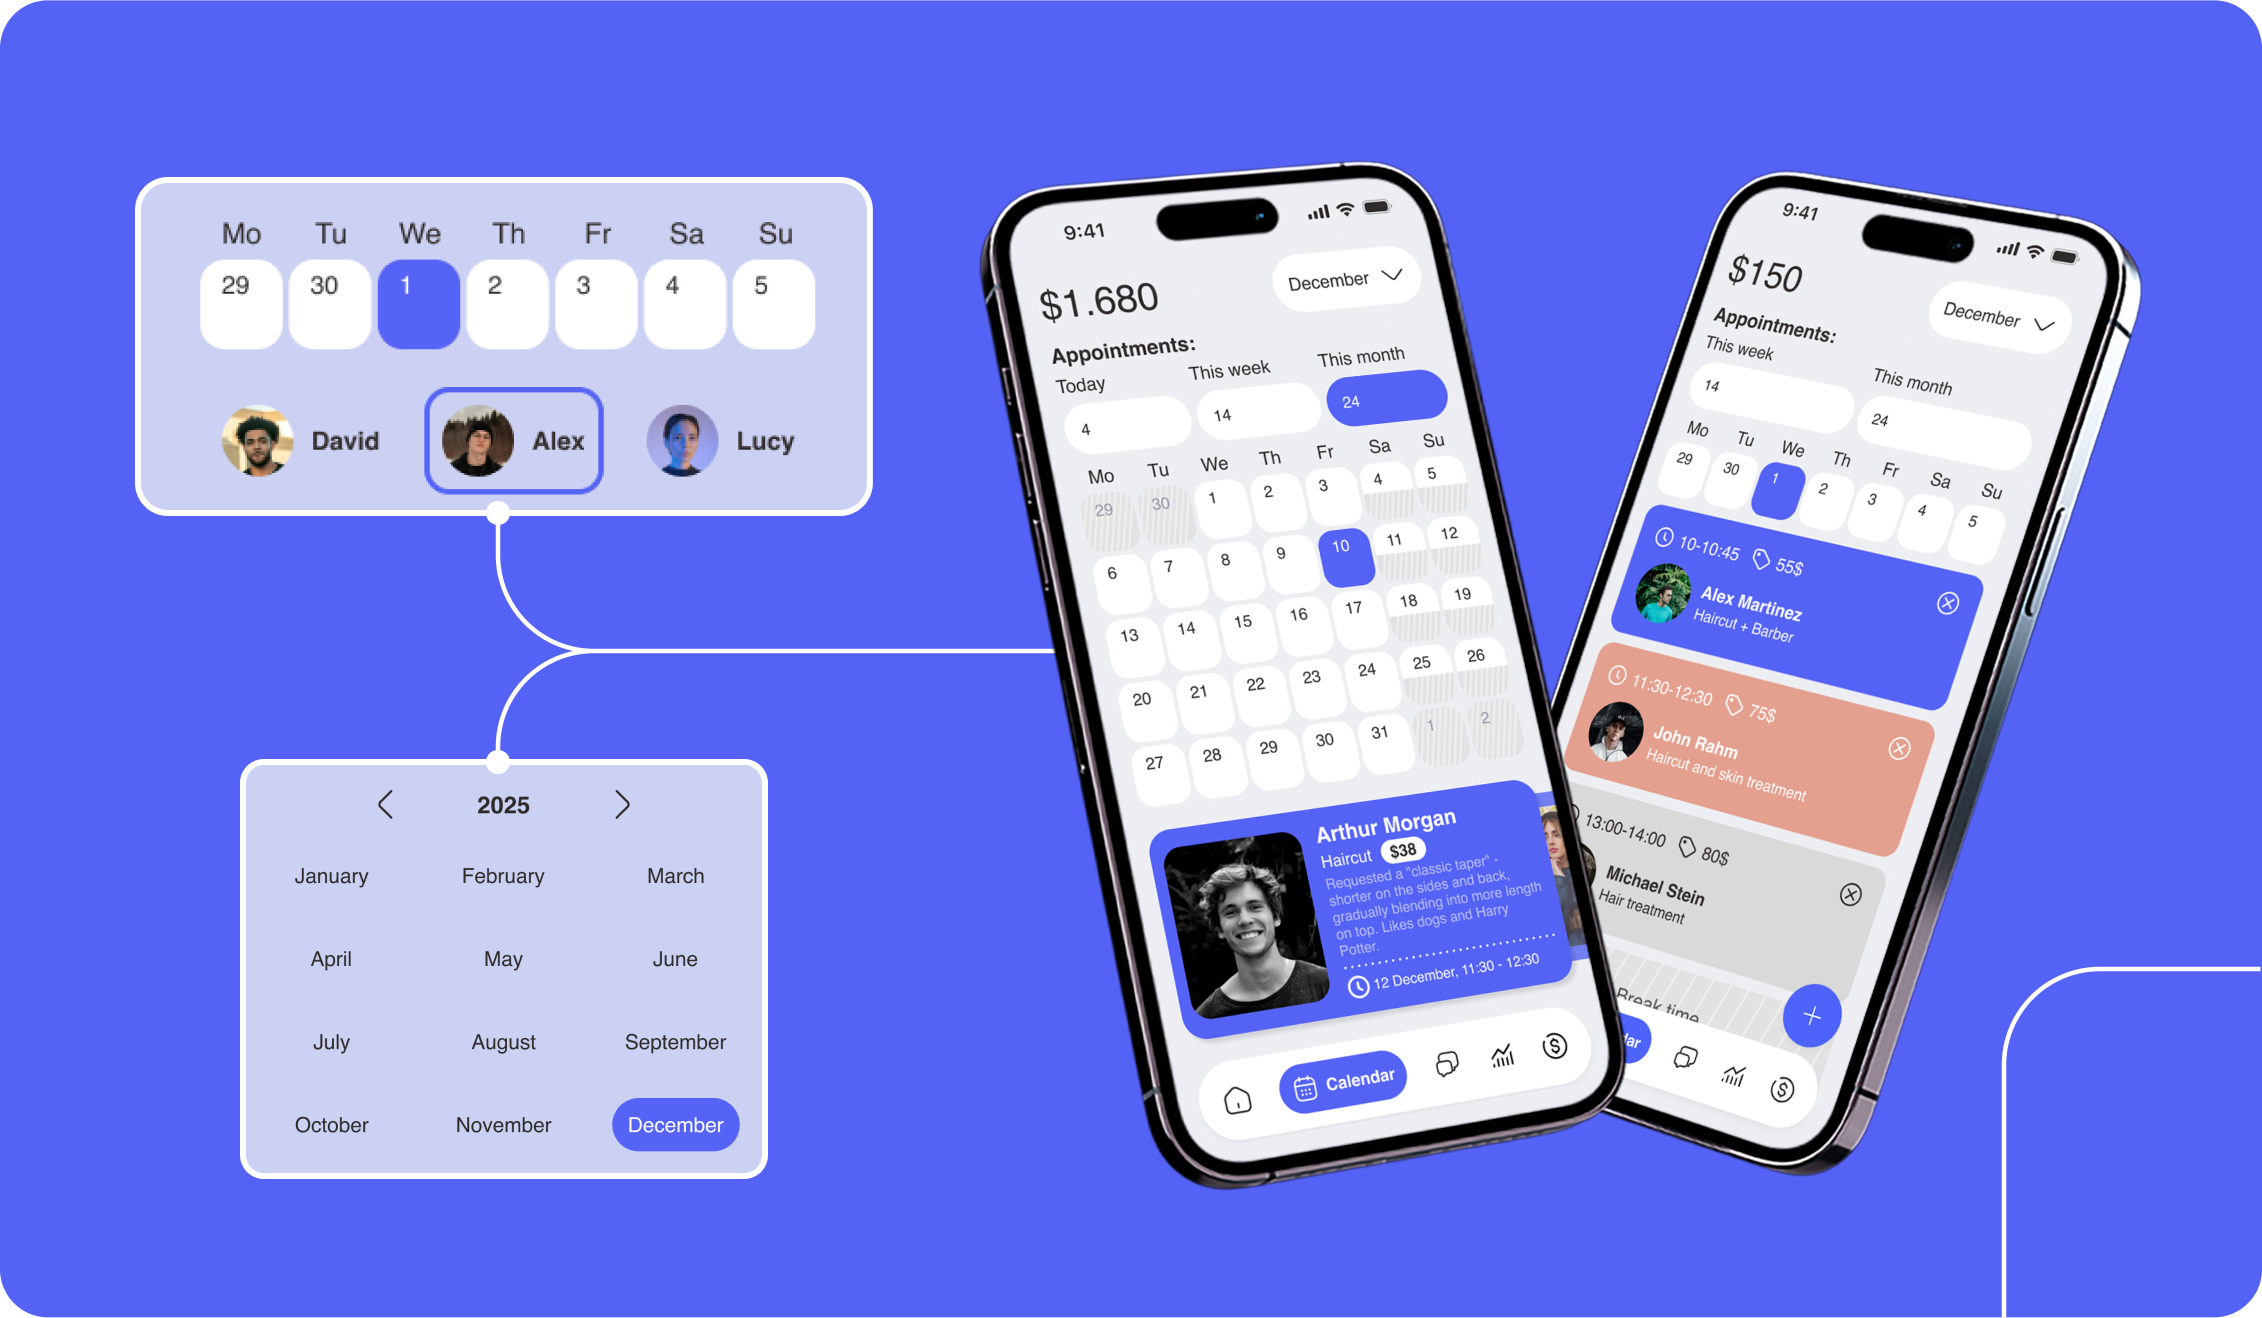 Mo Tu We Th Fr Sa Su
29 30 1 2 3 4 5
David Alex Lucy
2025
January February March
April May June
July August September
October November December
9:41
$1.680
December
Appointments:
Today This week This month
4 14 24
Mo Tu We Th Fr Sa Su
29 30 1 2 3 4 5
6 7 8 9 10 11 12
13 14 15 16 17 18 19
20 21 22 23 24 25 26
27 28 29 30 31 1 2
Arthur Morgan
Haircut $38
Requested a "classic taper" -
shorter on the sides and back,
gradually blending into more length
on top. Likes dogs and Harry
Potter.
12 December, 11:30 - 12:30
Calendar
9:41
$150
December
Appointments:
This week This month
14 24
Mo Tu We Th Fr Sa Su
29 30 1 2 3 4 5
10-10:45 55$
Alex Martinez
Haircut + Barber
11:30-12:30 75$
John Rahm
Haircut and skin treatment
13:00-14:00 80$
Michael Stein
Hair treatment
Break time
+
dar